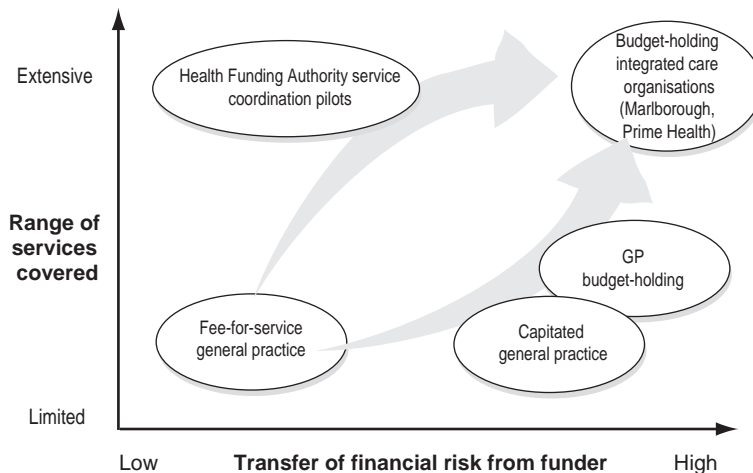 Extensive
Health Funding Authority service
coordination pilots
Budget-holding
integrated care
organisations
(Marlborough,
Prime Health)
Range of
services
covered
GP
budget-holding
Fee-for-service
general practice
Capitated
general practice
Limited
Low
Transfer of financial risk from funder
High